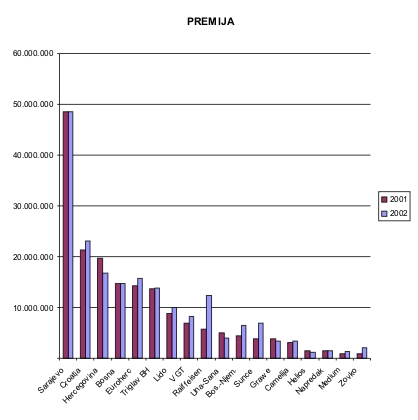 PREMIJA
60.000.000
50.000.000
40.000.000
30.000.000
20.000.000
10.000.000
Sarajevo
Croatia
Hercegovina
Bosna
Euroherc
Triglav BH
Lido
VGT
Raiffeisen
Una-Sana
Bos.-Njem.
Sunce
Grawe
Camelija
Helios
Napredak
Medium
Zovko
2001
2002